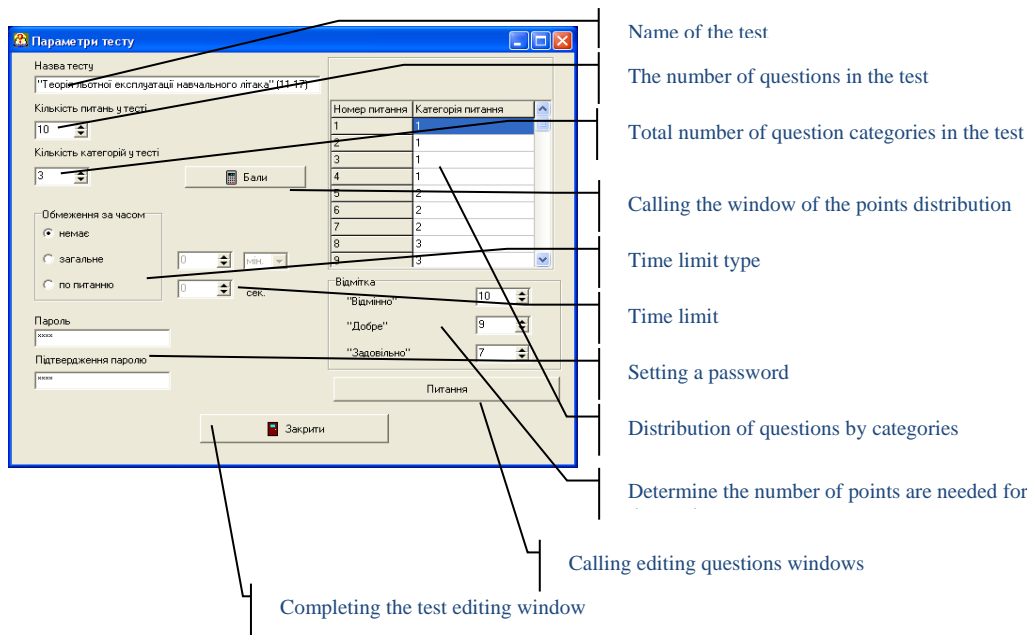 Параметри тесту
Назва тесту
"Теорія льотної експлуатації навчального літака" (11-17)
Кількість питань у тесті
10
Кількість категорій у тесті
3
Бали
Обмеження за часом
немає
загальне
0
мін.
по питанню
0
сек.
Пароль
****
Підтвердження паролю
****
Номер питання Категорія питання
1 1
2 1
3 1
4 1
5 2
6 2
7 2
8 3
9 3
Відмітка
"Відмінно" 10
"Добре" 9
"Задовільно" 7
Питання
Закрити
Name of the test
The number of questions in the test
Total number of question categories in the test
Calling the window of the points distribution
Time limit type
Time limit
Setting a password
Distribution of questions by categories
Determine the number of points are needed for
Calling editing questions windows
Completing the test editing window